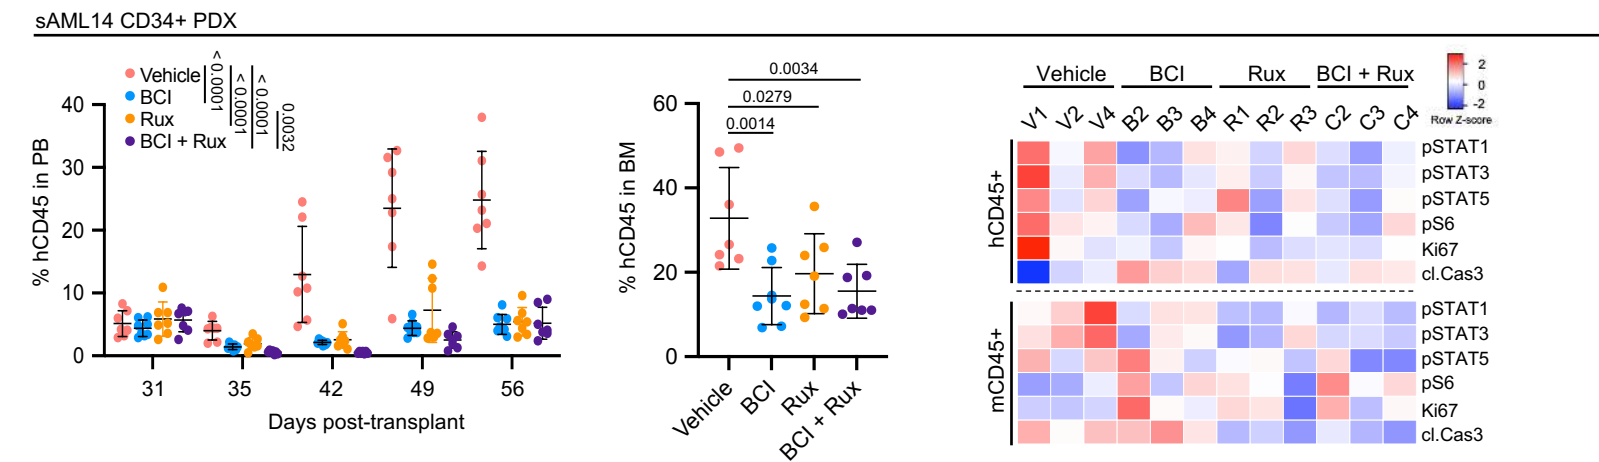 sAML14 CD34+ PDX
% hCD45 in PB
40
30
20
10
0
Vehicle
BCI
Rux
BCI + Rux
< 0.0001
< 0.0001
< 0.0001
0.0032
31 35 42 49 56
Days post-transplant
% hCD45 in BM
60
40
20
0
0.0034
0.0279
0.0014
Vehicle
BCI
Rux
BCI + Rux
Vehicle BCI Rux BCI + Rux
V1 V2 V4 B2 B3 B4 R1 R2 R3 C2 C3 C4
2
0
-2
Row Z-score
hCD45+
pSTAT1
pSTAT3
pSTAT5
pS6
Ki67
cl.Cas3
mCD45+
pSTAT1
pSTAT3
pSTAT5
pS6
Ki67
cl.Cas3